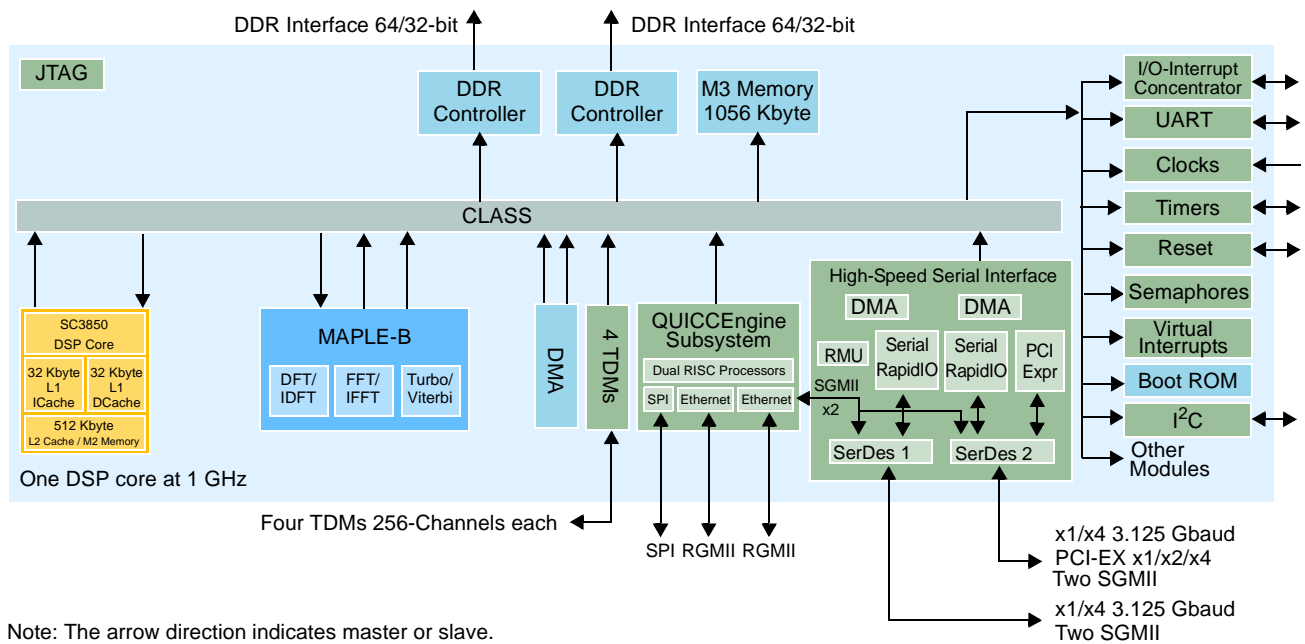 DDR Interface 64/32-bit
DDR Interface 64/32-bit
JTAG
DDR
Controller
DDR
Controller
M3 Memory
1056 Kbyte
I/O-Interrupt
Concentrator
UART
Clocks
Timers
Reset
Semaphores
Virtual
Interrupts
Boot ROM
I²C
Other
Modules
CLASS
SC3850
DSP Core
32 Kbyte
L1
ICache
32 Kbyte
L1
DCache
512 Kbyte
L2 Cache / M2 Memory
One DSP core at 1 GHz
MAPLE-B
DFT/
IDFT
FFT/
IFFT
Turbo/
Viterbi
DMA
4 TDMs
QUICCEngine
Subsystem
Dual RISC Processors
SPI
Ethernet
Ethernet
High-Speed Serial Interface
DMA
DMA
RMU
Serial
RapidIO
Serial
RapidIO
PCI
Expr
SGMII
x2
SerDes 1
SerDes 2
Four TDMs 256-Channels each
SPI
RGMII
RGMII
x1/x4 3.125 Gbaud
PCI-EX x1/x2/x4
Two SGMII
x1/x4 3.125 Gbaud
Two SGMII
Note: The arrow direction indicates master or slave.